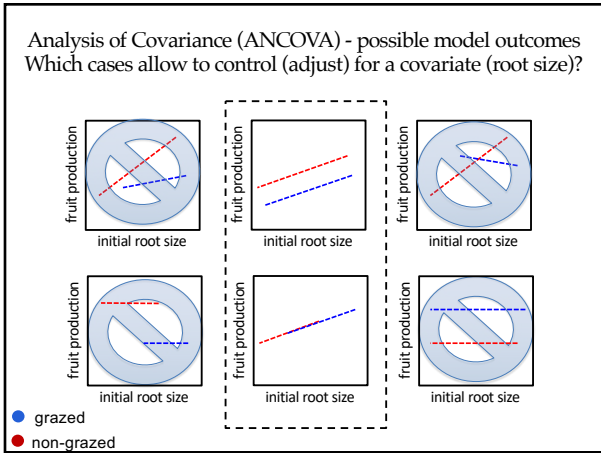 Analysis of Covariance (ANCOVA) - possible model outcomes
Which cases allow to control (adjust) for a covariate (root size)?
fruit production
initial root size
fruit production
initial root size
fruit production
initial root size
fruit production
initial root size
fruit production
initial root size
fruit production
initial root size
grazed
non-grazed